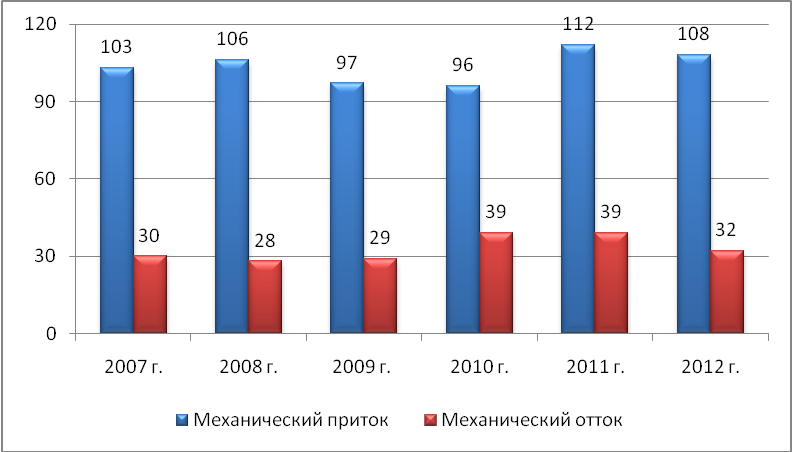 120
90
60
30
0
103
30
106
28
97
29
96
39
112
39
108
32
2007 г.
2008 г.
2009 г.
2010 г.
2011 г.
2012 г.
Механический приток
Механический отток